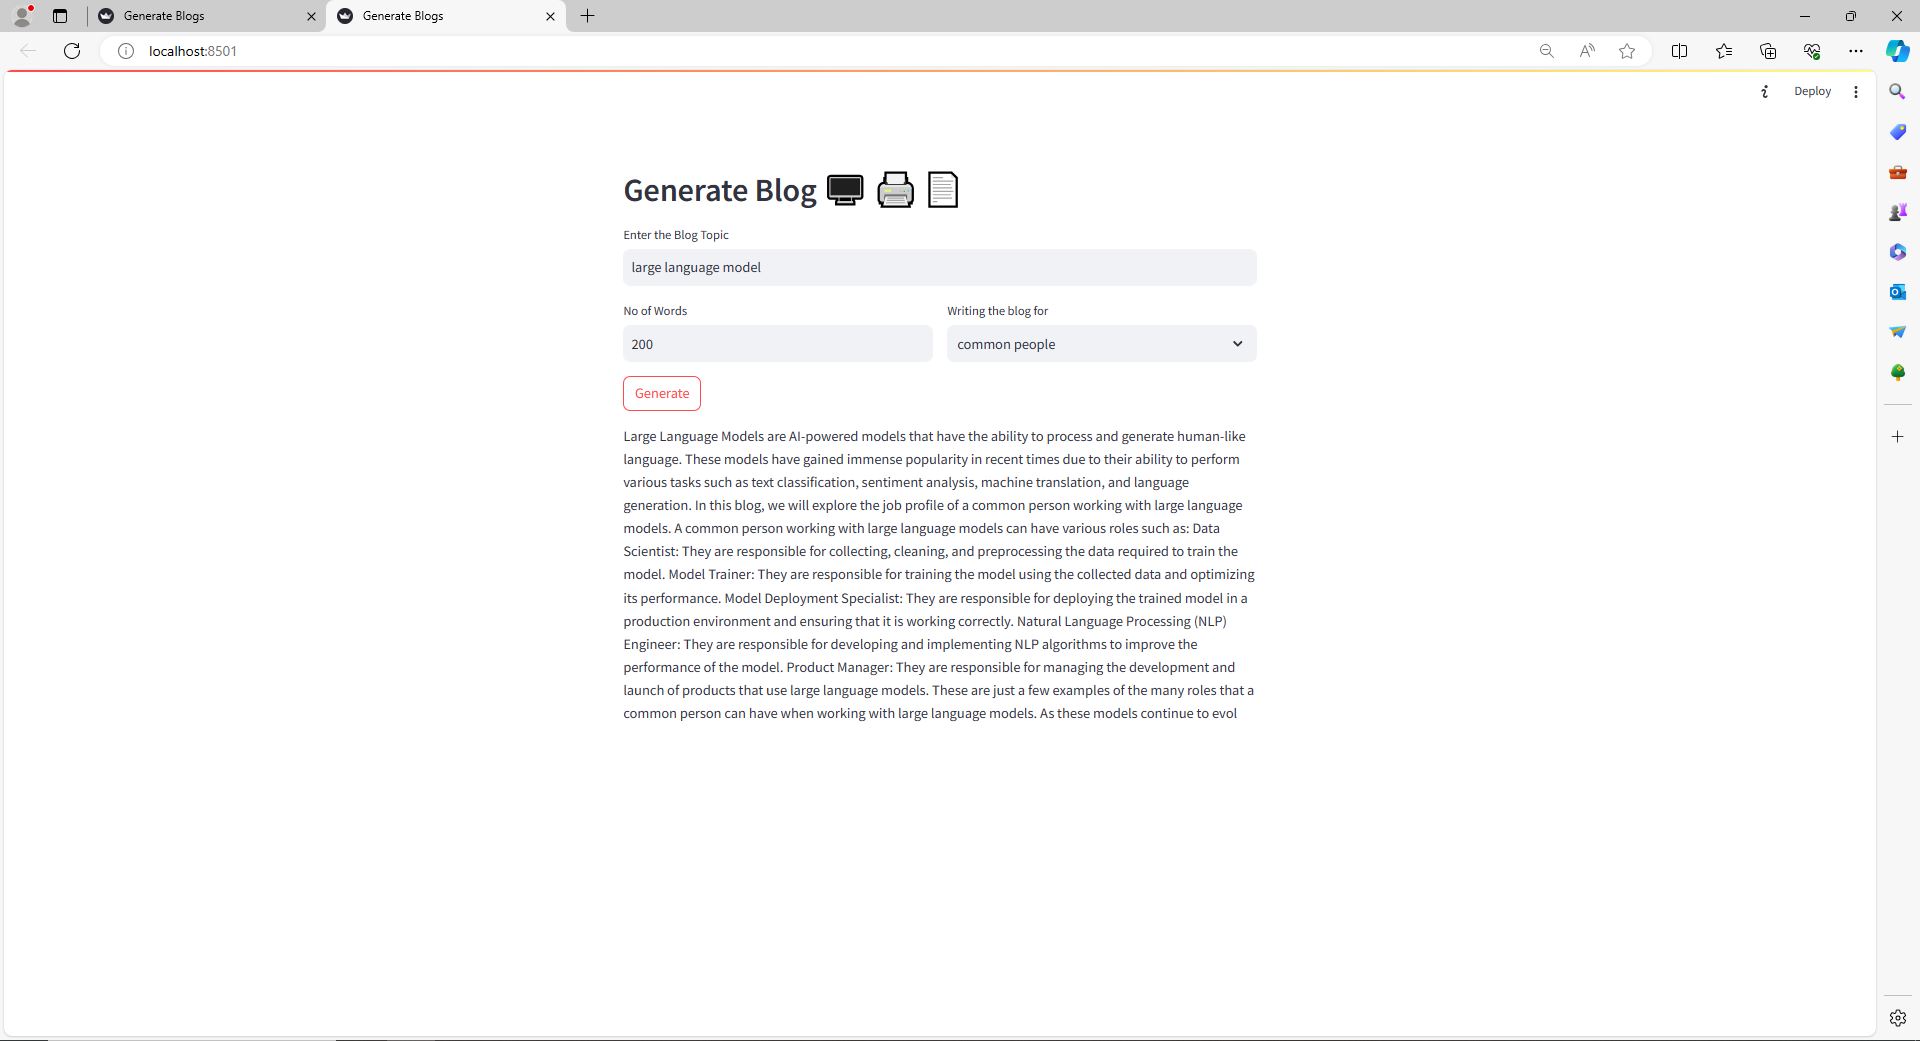 Generate Blogs
Generate Blogs
localhost:8501
Deploy
Generate Blog
Enter the Blog Topic
large language model
No of Words
Writing the blog for
200
common people
Generate
Large Language Models are AI-powered models that have the ability to process and generate human-like
language. These models have gained immense popularity in recent times due to their ability to perform
various tasks such as text classification, sentiment analysis, machine translation, and language
generation. In this blog, we will explore the job profile of a common person working with large language
models. A common person working with large language models can have various roles such as: Data
Scientist: They are responsible for collecting, cleaning, and preprocessing the data required to train the
model. Model Trainer: They are responsible for training the model using the collected data and optimizing
its performance. Model Deployment Specialist: They are responsible for deploying the trained model in a
production environment and ensuring that it is working correctly. Natural Language Processing (NLP)
Engineer: They are responsible for developing and implementing NLP algorithms to improve the
performance of the model. Product Manager: They are responsible for managing the development and
launch of products that use large language models. These are just a few examples of the many roles that a
common person can have when working with large language models. As these models continue to evol